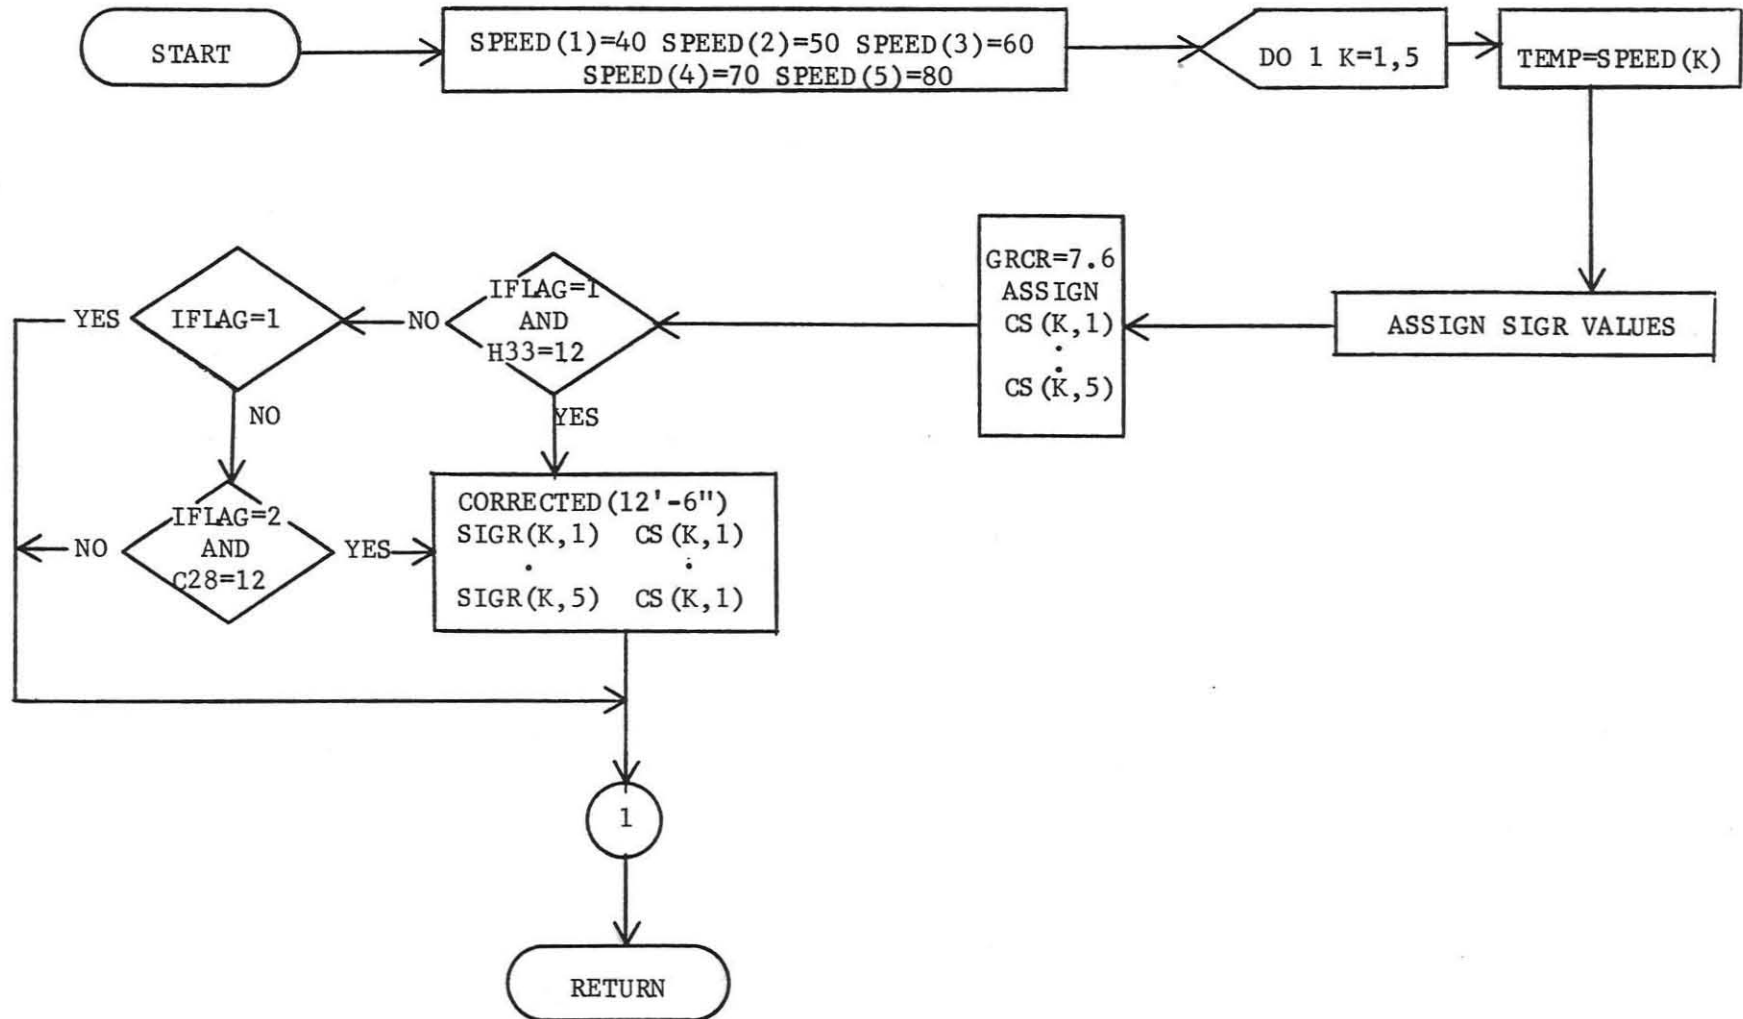 START
SPEED(1)=40 SPEED(2)=50 SPEED(3)=60
SPEED(4)=70 SPEED(5)=80
DO 1 K=1,5
TEMP=SPEED(K)
ASSIGN SIGR VALUES
GRCR=7.6
ASSIGN
CS(K,1)
.
.
CS(K,5)
IFLAG=1
AND
H33=12
NO
YES
IFLAG=1
YES
NO
IFLAG=2
AND
C28=12
NO
YES
CORRECTED(12'-6")
SIGR(K,1) CS(K,1)
. .
SIGR(K,5) CS(K,1)
1
RETURN